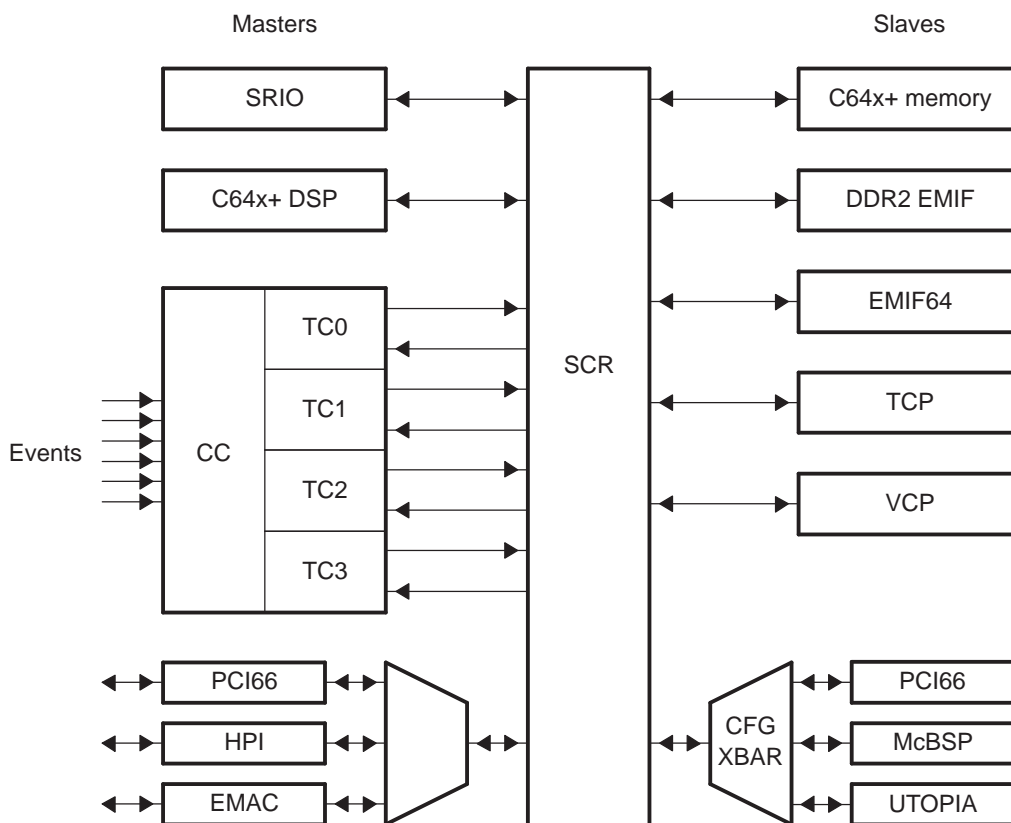 Masters
Slaves
SRIO
C64x+ memory
C64x+ DSP
DDR2 EMIF
EMIF64
TC0
SCR
TC1
TCP
Events
CC
TC2
VCP
TC3
PCI66
PCI66
HPI
CFG
XBAR
McBSP
EMAC
UTOPIA